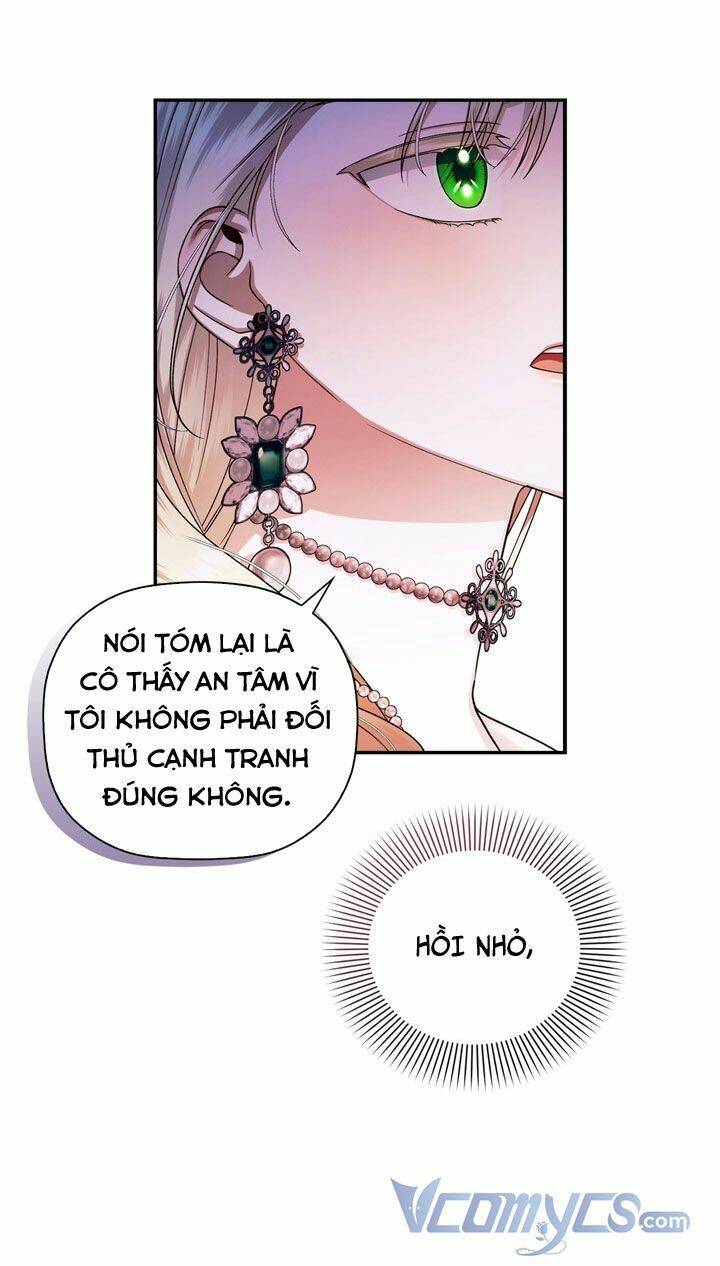 NÓI TÓM LẠI LÀ
CÔ THẤY AN TÂM VÌ
TÔI KHÔNG PHẢI ĐỐI
THỦ CẠNH TRANH
ĐÚNG KHÔNG.
HỒI NHỎ,
VCOMYCS.com